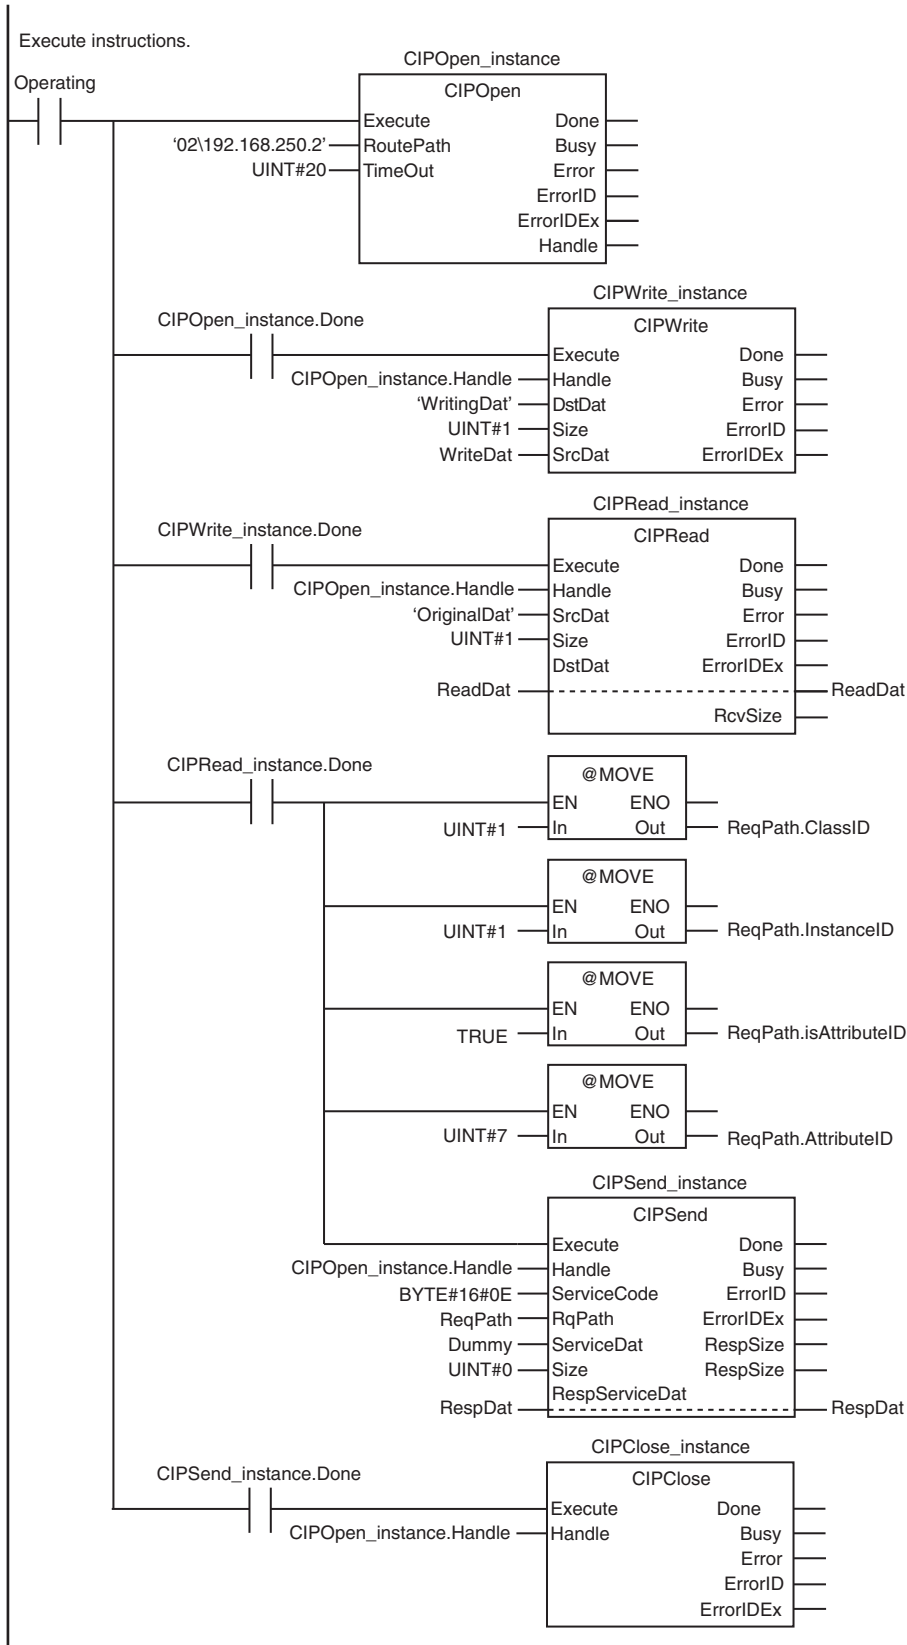 Execute instructions.
Operating
CIPOpen_instance
CIPOpen
Execute Done
'02\192.168.250.2' RoutePath Busy
UINT#20 TimeOut Error
ErrorID
ErrorIDEx
Handle
CIPWrite_instance
CIPOpen_instance.Done
CIPWrite
Execute Done
CIPOpen_instance.Handle Handle Busy
‘WritingDat’ DstDat Error
UINT#1 Size ErrorID
WriteDat SrcDat ErrorIDEx
CIPRead_instance
CIPWrite_instance.Done
CIPRead
Execute Done
CIPOpen_instance.Handle Handle Busy
‘OriginalDat’ SrcDat Error
UINT#1 Size ErrorID
DstDat ErrorIDEx
ReadDat ReadDat
RcvSize
CIPRead_instance.Done
@MOVE
EN ENO
UINT#1 In Out ReqPath.ClassID
@MOVE
EN ENO
UINT#1 In Out ReqPath.InstanceID
@MOVE
EN ENO
TRUE In Out ReqPath.isAttributeID
@MOVE
EN ENO
UINT#7 In Out ReqPath.AttributeID
CIPSend_instance
CIPSend
Execute Done
CIPOpen_instance.Handle Handle Busy
BYTE#16#0E ServiceCode ErrorID
ReqPath RqPath ErrorIDEx
Dummy ServiceDat RespSize
UINT#0 Size RespSize
RespServiceDat
RespDat RespDat
CIPClose_instance
CIPSend_instance.Done
CIPClose
Execute Done
CIPOpen_instance.Handle Handle Busy
Error
ErrorID
ErrorIDEx